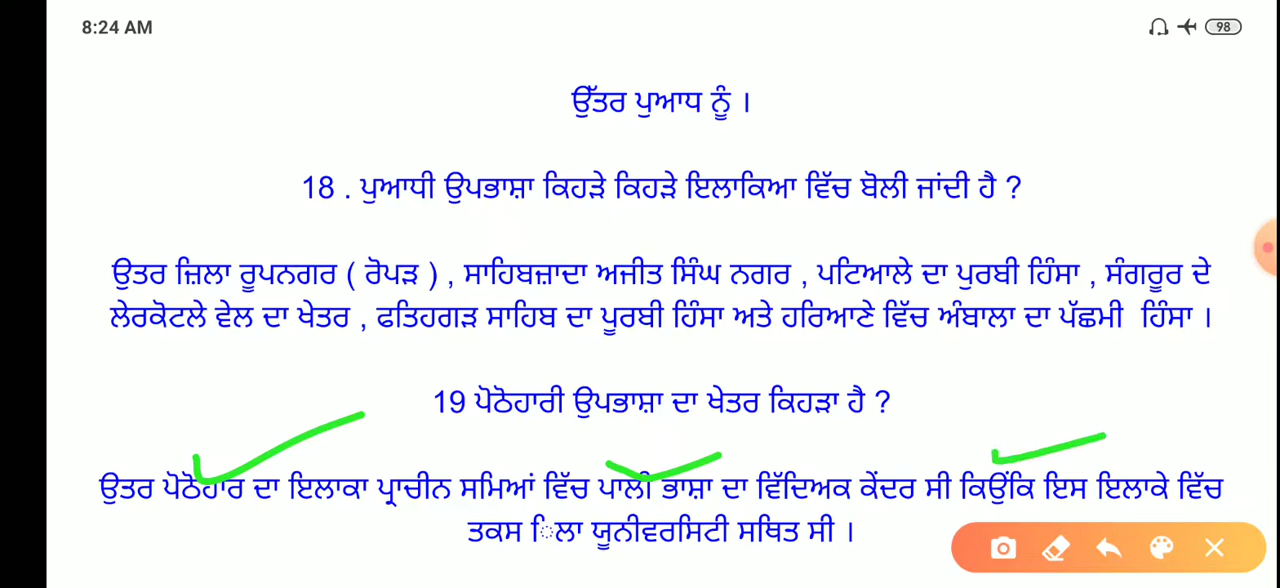 8:24 AM
98
ਉੱਤਰ ਪੁਆਧ ਨੂੰ ।
18 . ਪੁਆਧੀ ਉਪਭਾਸ਼ਾ ਕਿਹੜੇ ਕਿਹੜੇ ਇਲਾਕਿਆ ਵਿੱਚ ਬੋਲੀ ਜਾਂਦੀ ਹੈ ?
ਉਤਰ ਜ਼ਿਲਾ ਰੂਪਨਗਰ ( ਰੋਪੜ ) , ਸਾਹਿਬਜ਼ਾਦਾ ਅਜੀਤ ਸਿੰਘ ਨਗਰ , ਪਟਿਆਲੇ ਦਾ ਪੁਰਬੀ ਹਿੰਸਾ , ਸੰਗਰੂਰ ਦੇ
ਲੇਰਕੋਟਲੇ ਵੇਲ ਦਾ ਖੇਤਰ , ਫਤਿਹਗੜ ਸਾਹਿਬ ਦਾ ਪੂਰਬੀ ਹਿੰਸਾ ਅਤੇ ਹਰਿਆਣੇ ਵਿੱਚ ਅੰਬਾਲਾ ਦਾ ਪੱਛਮੀ ਹਿੰਸਾ ।
19 ਪੋਠੋਹਾਰੀ ਉਪਭਾਸ਼ਾ ਦਾ ਖੇਤਰ ਕਿਹੜਾ ਹੈ ?
ਉਤਰ ਪੋਠੋਹਾਰ ਦਾ ਇਲਾਕਾ ਪ੍ਰਾਚੀਨ ਸਮਿਆਂ ਵਿੱਚ ਪਾਲੀ ਭਾਸ਼ਾ ਦਾ ਵਿੱਦਿਅਕ ਕੇਂਦਰ ਸੀ ਕਿਉਂਕਿ ਇਸ ਇਲਾਕੇ ਵਿੱਚ
ਤਕਸ ਿਲਾ ਯੂਨੀਵਰਸਿਟੀ ਸਥਿਤ ਸੀ ।